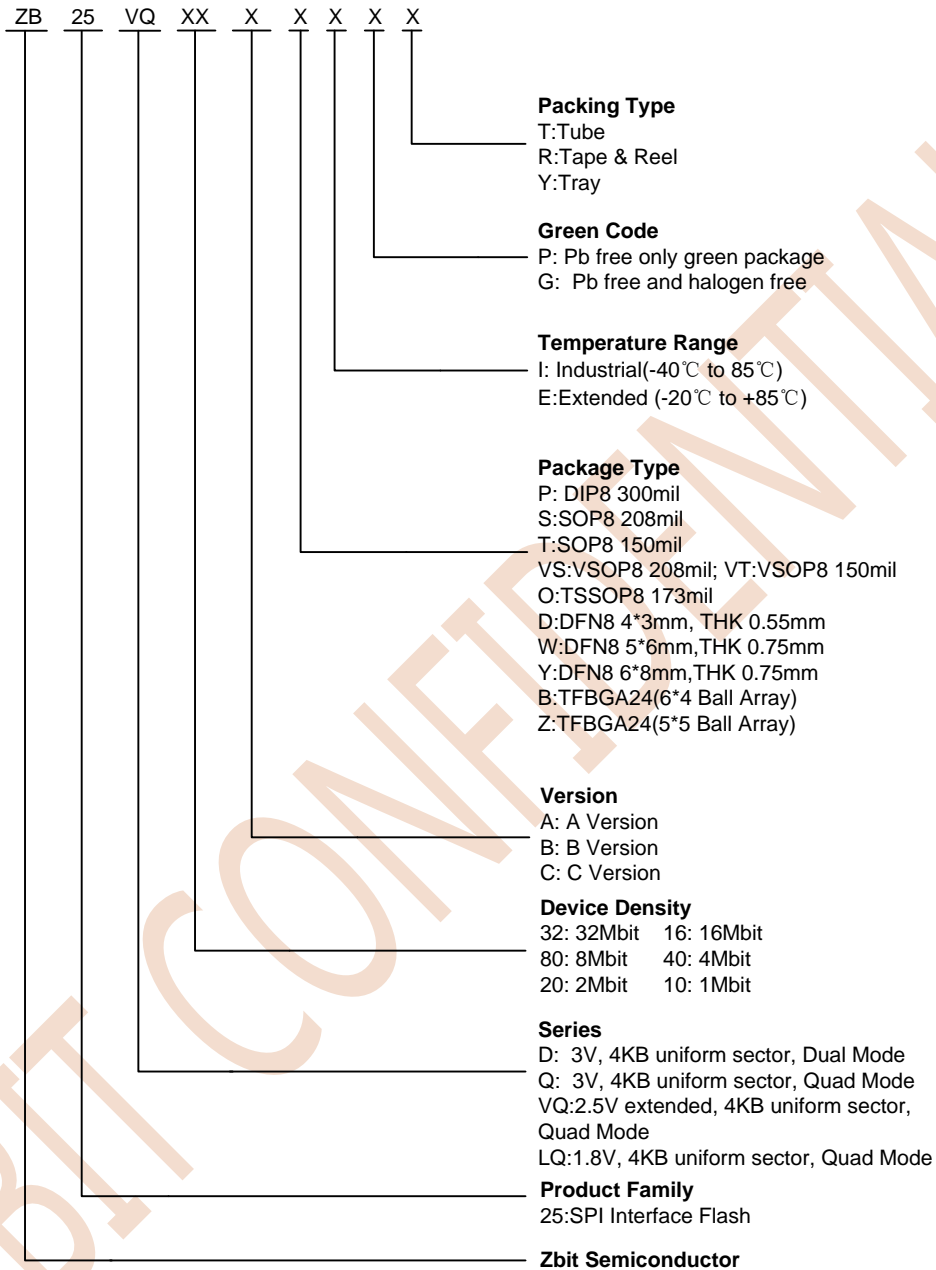 ZB 25 VQ XX X X X X X
Packing Type
T:Tube
R:Tape & Reel
Y:Tray
Green Code
P: Pb free only green package
G: Pb free and halogen free
Temperature Range
I: Industrial(-40℃ to 85℃)
E:Extended (-20℃ to +85℃)
Package Type
P: DIP8 300mil
S:SOP8 208mil
T:SOP8 150mil
VS:VSOP8 208mil; VT:VSOP8 150mil
O:TSSOP8 173mil
D:DFN8 4*3mm, THK 0.55mm
W:DFN8 5*6mm,THK 0.75mm
Y:DFN8 6*8mm,THK 0.75mm
B:TFBGA24(6*4 Ball Array)
Z:TFBGA24(5*5 Ball Array)
Version
A: A Version
B: B Version
C: C Version
Device Density
32: 32Mbit 16: 16Mbit
80: 8Mbit 40: 4Mbit
20: 2Mbit 10: 1Mbit
Series
D: 3V, 4KB uniform sector, Dual Mode
Q: 3V, 4KB uniform sector, Quad Mode
VQ:2.5V extended, 4KB uniform sector,
Quad Mode
LQ:1.8V, 4KB uniform sector, Quad Mode
Product Family
25:SPI Interface Flash
Zbit Semiconductor
BIT CONFIDENTIA